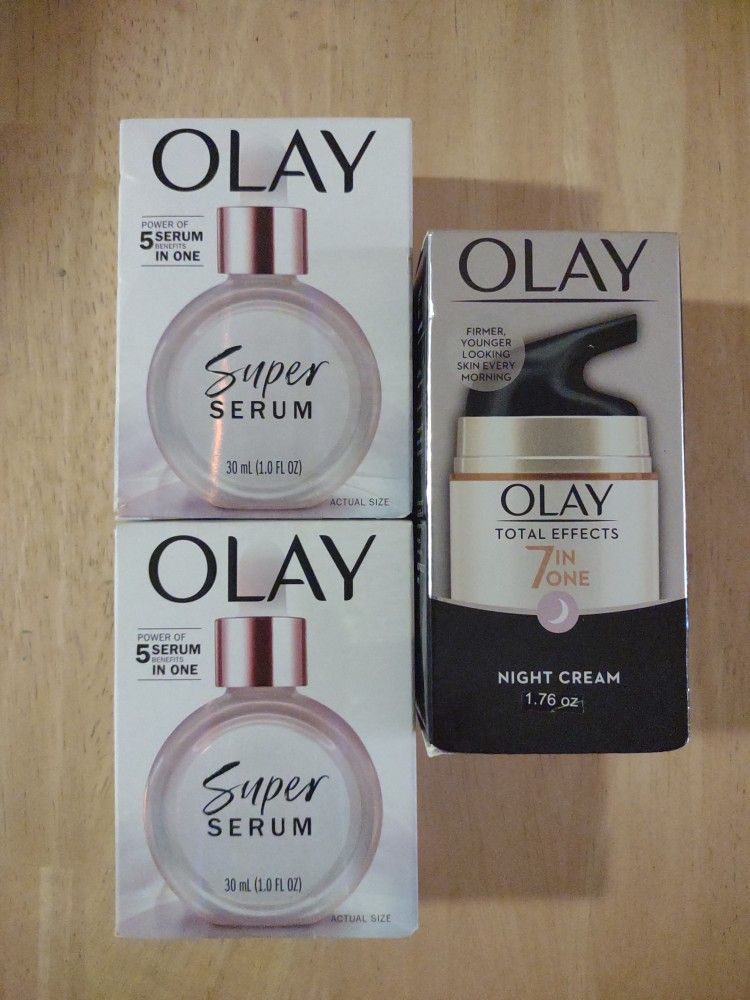 OLAY
POWER OF
5 SERUM
BENEFITS
IN ONE
Super
SERUM
30 mL (1.0 FL OZ)
ACTUAL SIZE
OLAY
POWER OF
5 SERUM
BENEFITS
IN ONE
Super
SERUM
30 mL (1.0 FL OZ)
ACTUAL SIZE
OLAY
FIRMER,
YOUNGER
LOOKING
SKIN EVERY
MORNING
OLAY
TOTAL EFFECTS
7 IN
ONE
NIGHT CREAM
1.76 oz